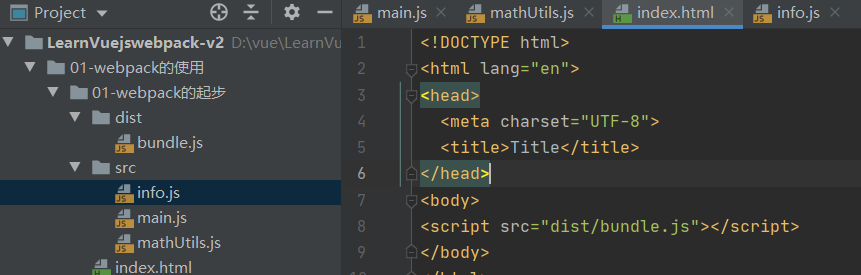 Project
main.js mathUtils.js index.html info.js
LearnVuejswebpack-v2 D:\vue\LearnVu
01-webpack的使用
01-webpack的起步
dist
bundle.js
src
info.js
main.js
mathUtils.js
index.html
1 <!DOCTYPE html>
2 <html lang="en">
3 <head>
4 <meta charset="UTF-8">
5 <title>Title</title>
6 </head>
7 <body>
8 <script src="dist/bundle.js"></script>
9 </body>